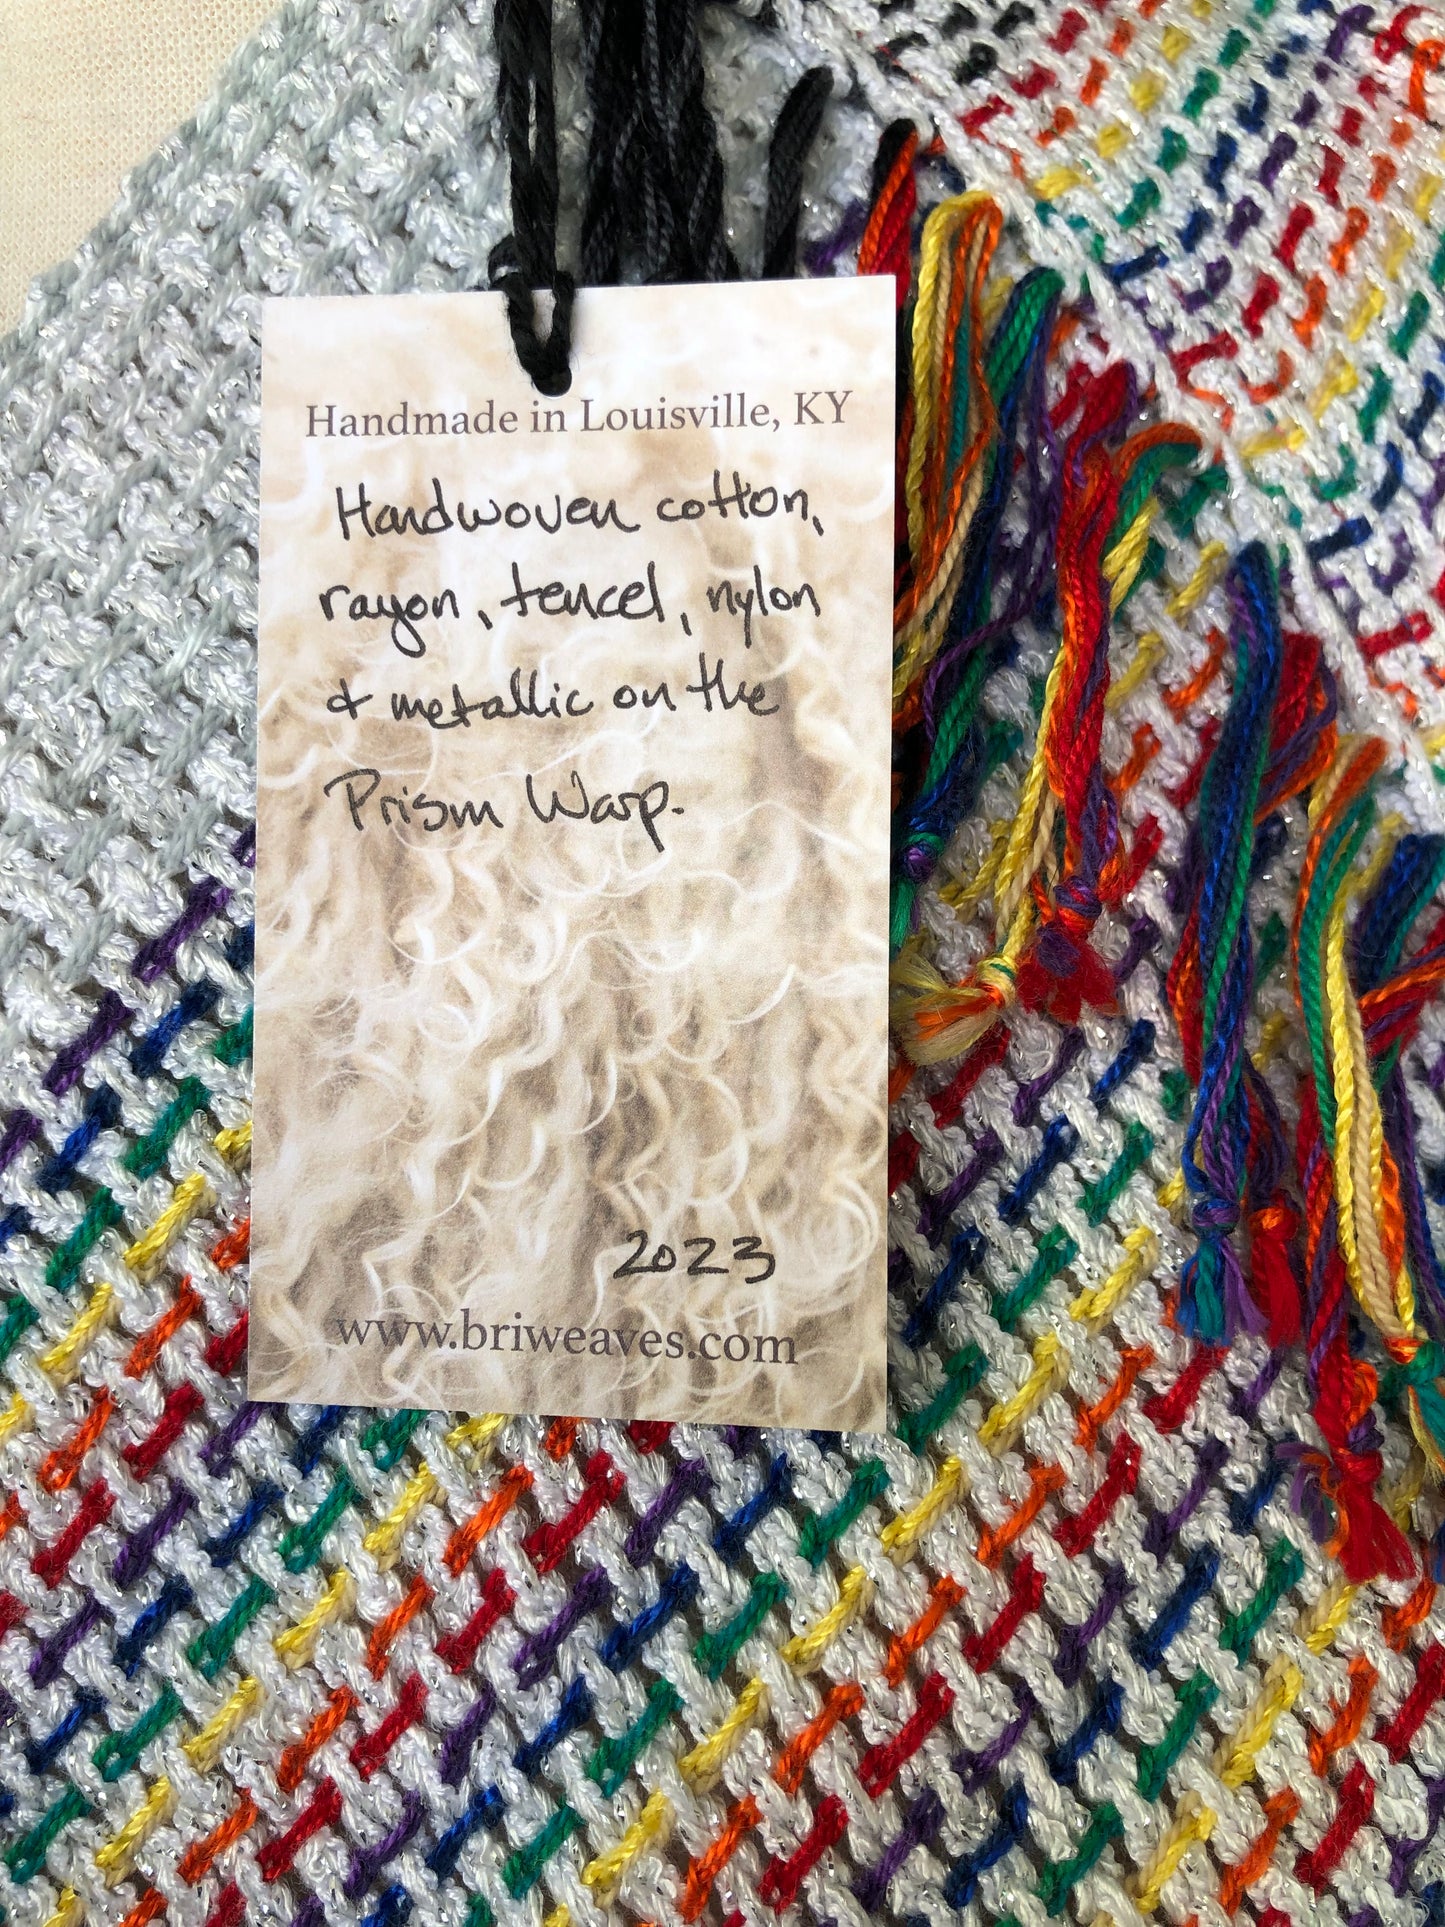 Handmade in Louisville, KY
Handwoven cotton,
rayon, tencel, nylon
& metallic on the
Prism Warp.
2023
www.briweaves.com